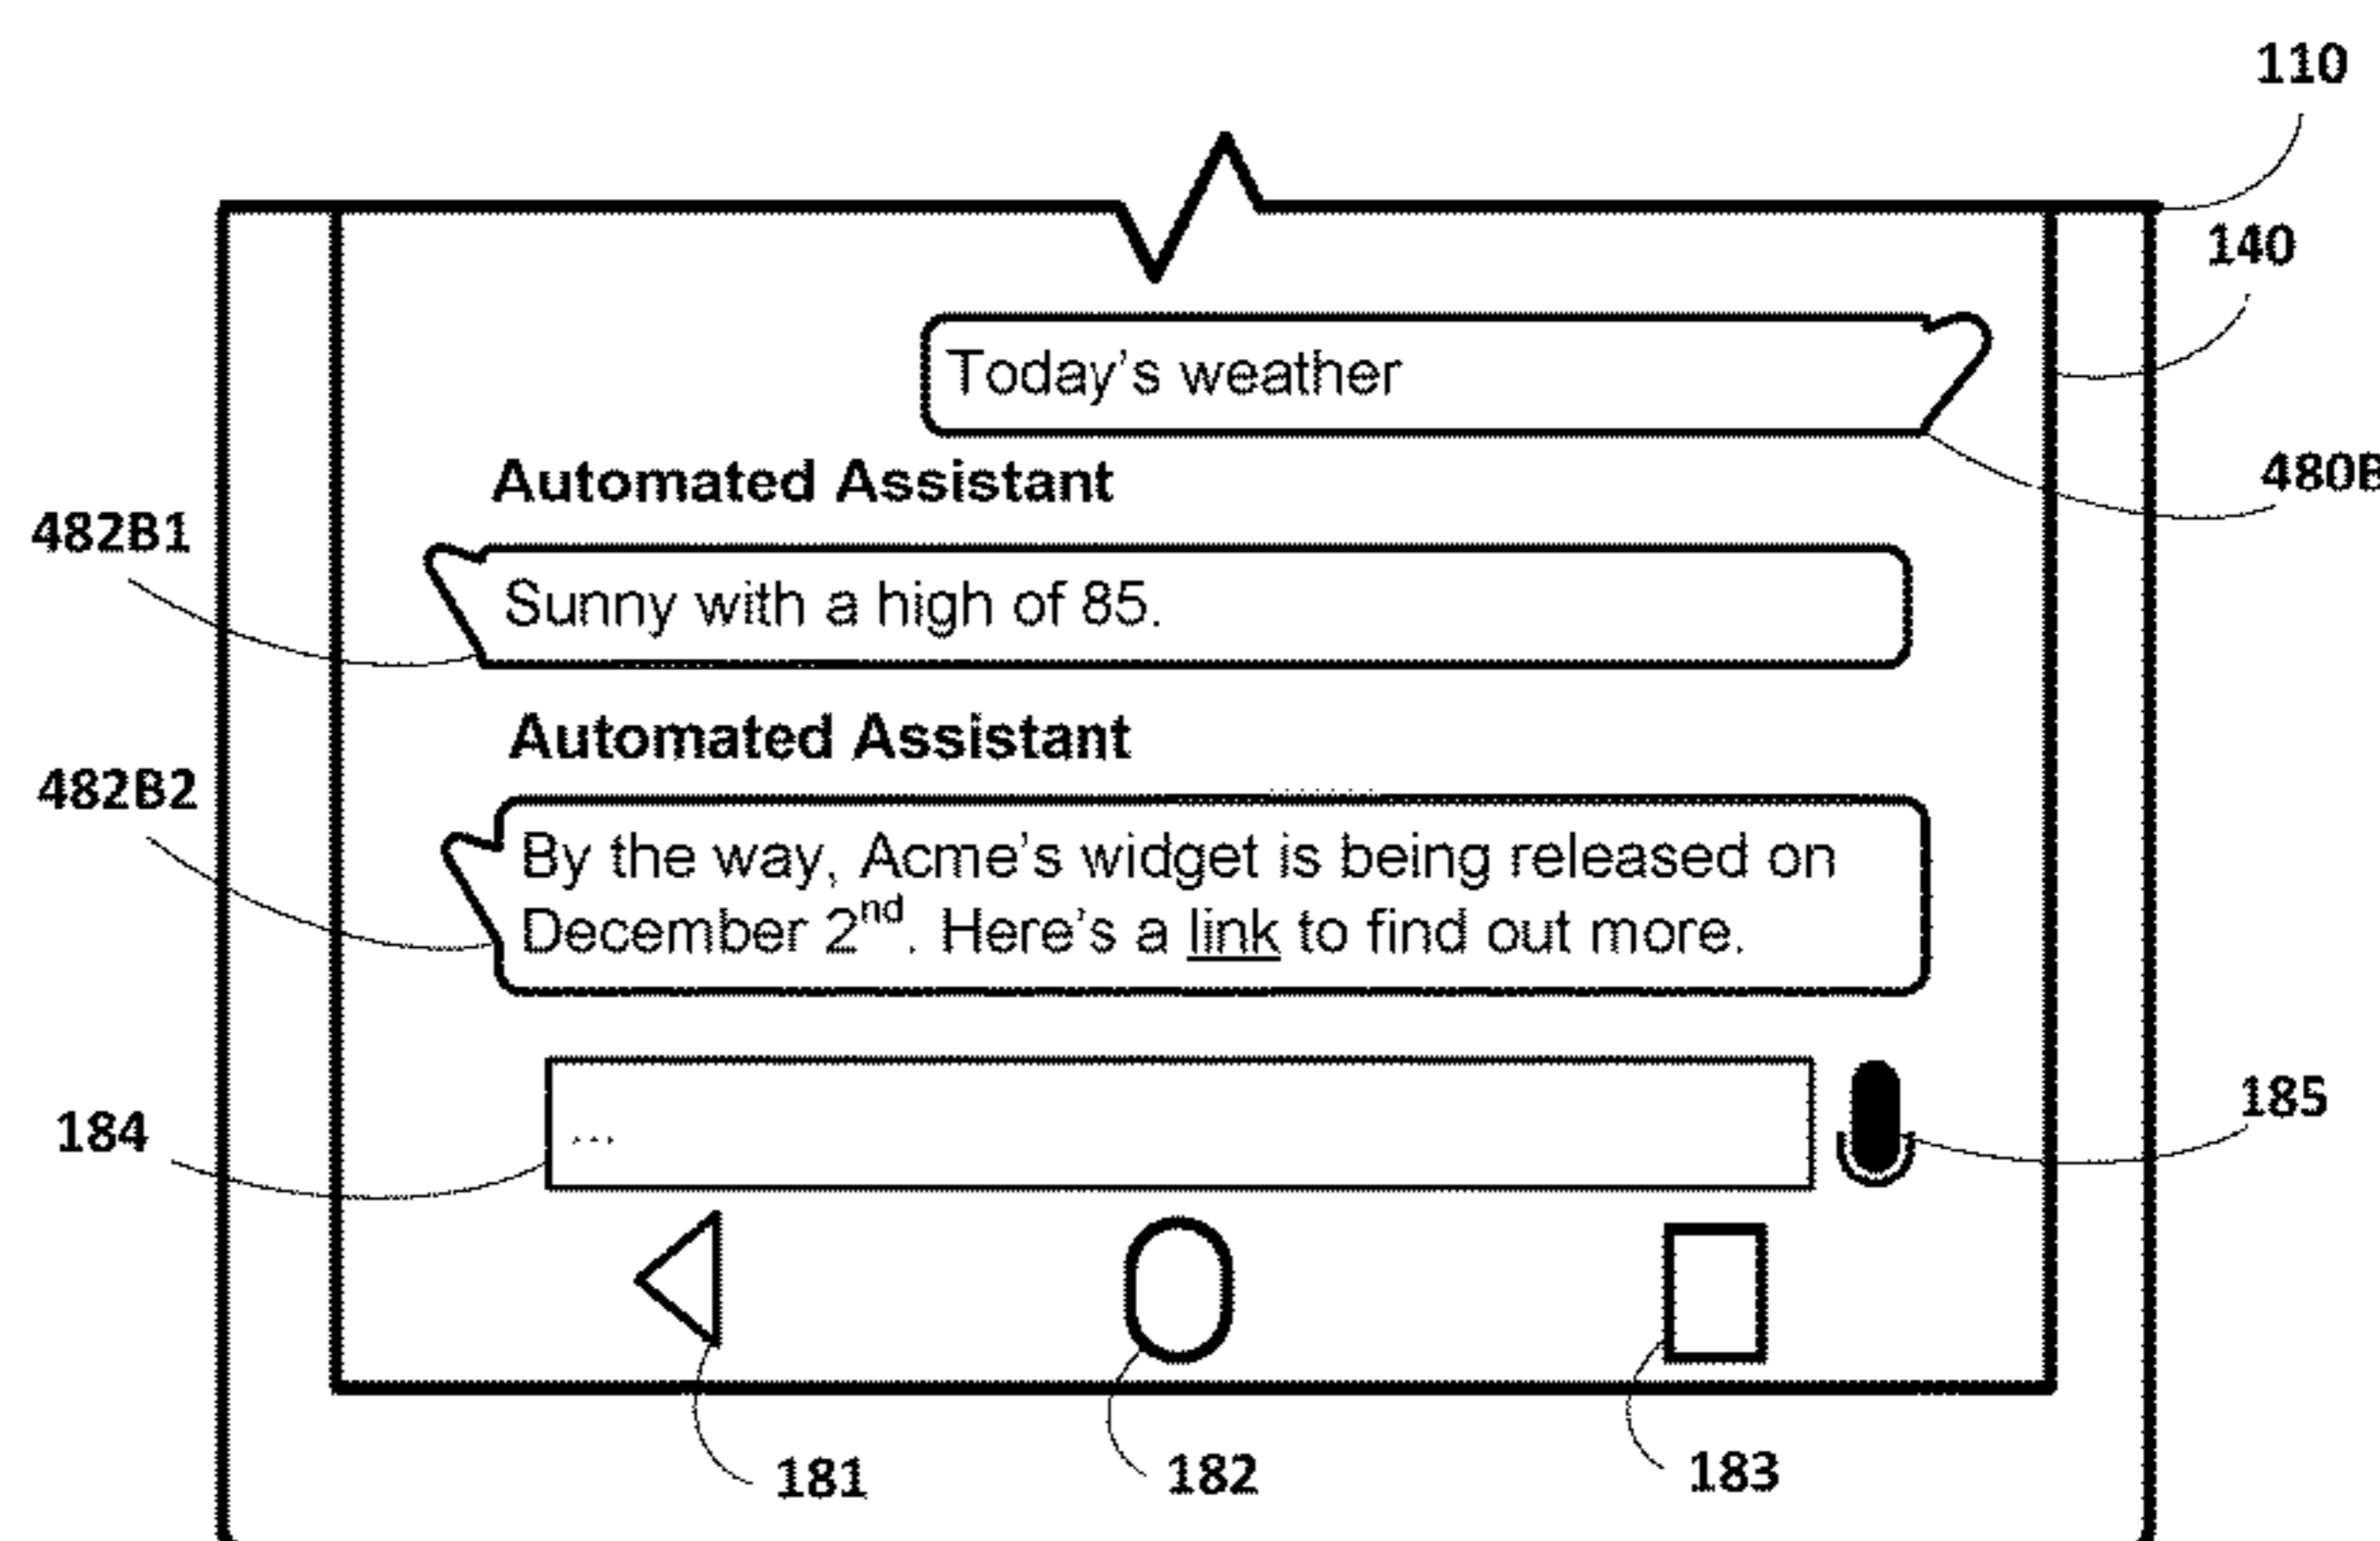 110
140
Today's weather
480B
Automated Assistant
482B1
Sunny with a high of 85.
Automated Assistant
482B2
By the way, Acme's widget is being released on
December 2nd. Here's a link to find out more.
185
184
...
181
182
183